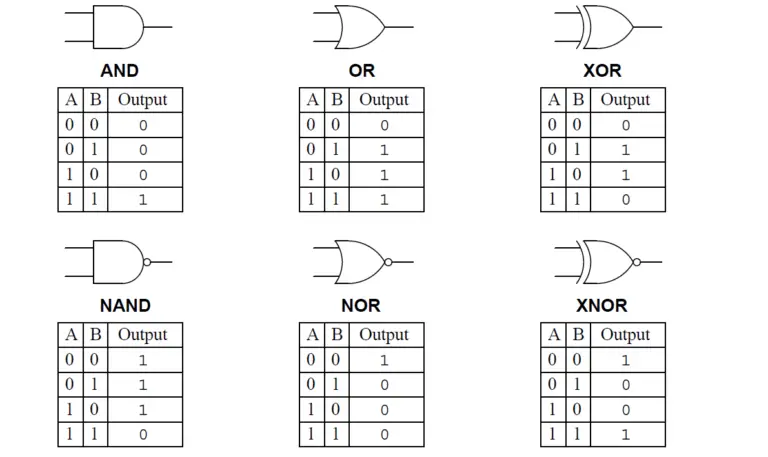 AND OR XOR
A B Output A B Output A B Output
0 0 0 0 0 0 0 0 0
0 1 0 0 1 1 0 1 1
1 0 0 1 0 1 1 0 1
1 1 1 1 1 1 1 1 0
NAND NOR XNOR
A B Output A B Output A B Output
0 0 1 0 0 1 0 0 1
0 1 1 0 1 0 0 1 0
1 0 1 1 0 0 1 0 0
1 1 0 1 1 0 1 1 1